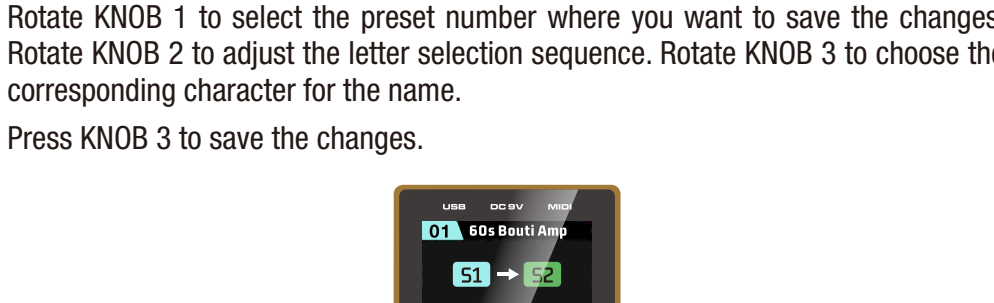 Rotate KNOB 1 to select the preset number where you want to save the changes
Rotate KNOB 2 to adjust the letter selection sequence. Rotate KNOB 3 to choose the
corresponding character for the name.
Press KNOB 3 to save the changes.
USB DC 9V MIDI
01 60s Bouti Amp
S1 → S2